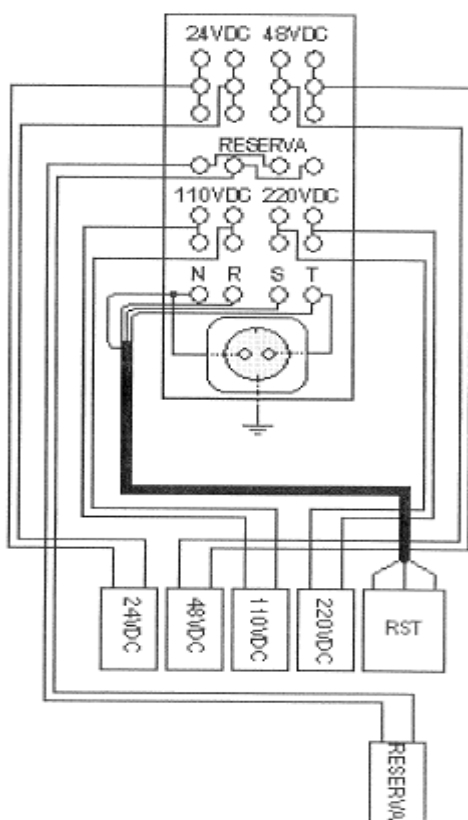 24VDC 48VDC
RESERVA
110VDC 220VDC
N R S T
24VDC
48VDC
110VDC
220VDC
RST
RESERVA